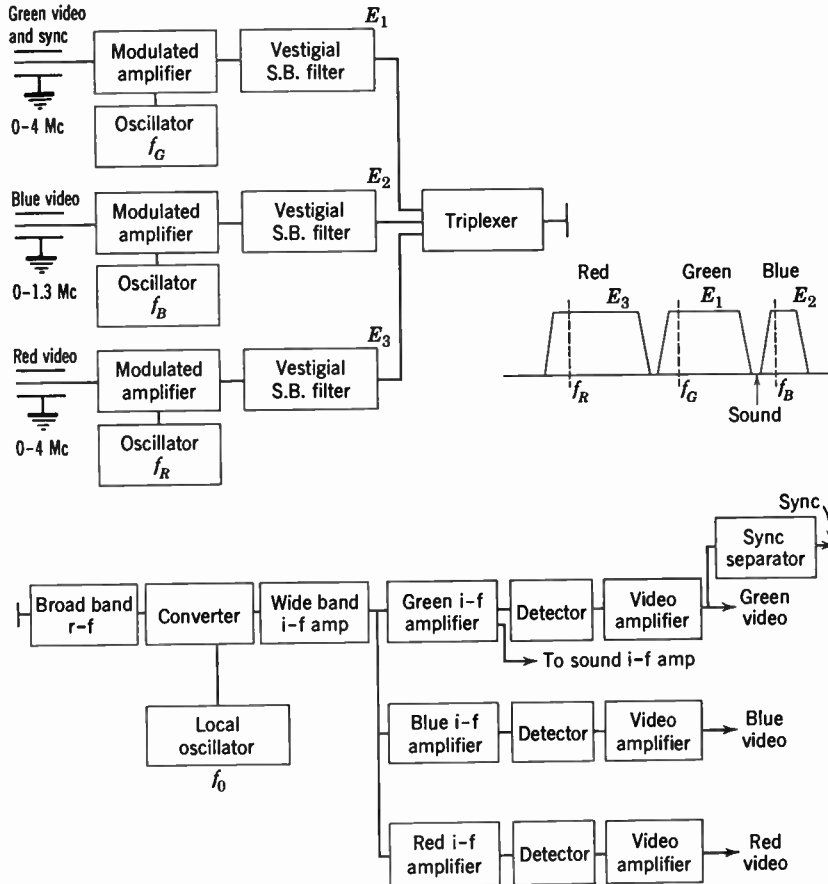 Green video
and sync
0-4 Mc
Modulated
amplifier
Oscillator
f_G
Vestigial
S.B. filter
E_1
Blue video
0-1.3 Mc
Modulated
amplifier
Oscillator
f_B
Vestigial
S.B. filter
E_2
Triplexer
Red video
0-4 Mc
Modulated
amplifier
Oscillator
f_R
Vestigial
S.B. filter
E_3
Red
Green
Blue
E_3
E_1
E_2
f_R
f_G
f_B
Sound
Broad band
r-f
Converter
Local
oscillator
f_0
Wide band
i-f amp
Green i-f
amplifier
Detector
Video
amplifier
Sync
separator
Sync
Green
video
To sound i-f amp
Blue i-f
amplifier
Detector
Video
amplifier
Blue
video
Red i-f
amplifier
Detector
Video
amplifier
Red
video